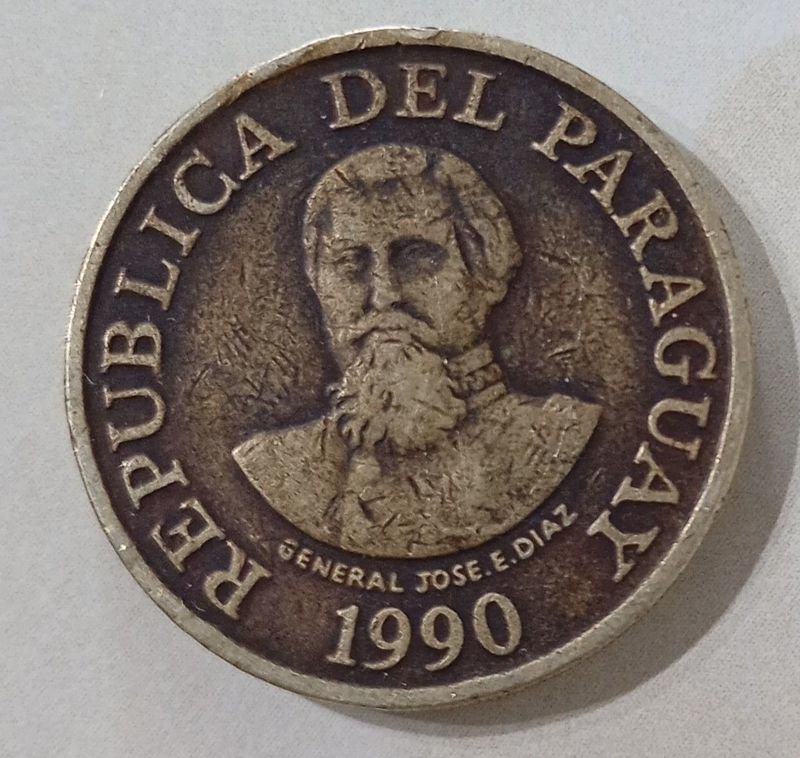 REPUBLICA DEL PARAGUAY
GENERAL JOSE.E.DIAZ
1990